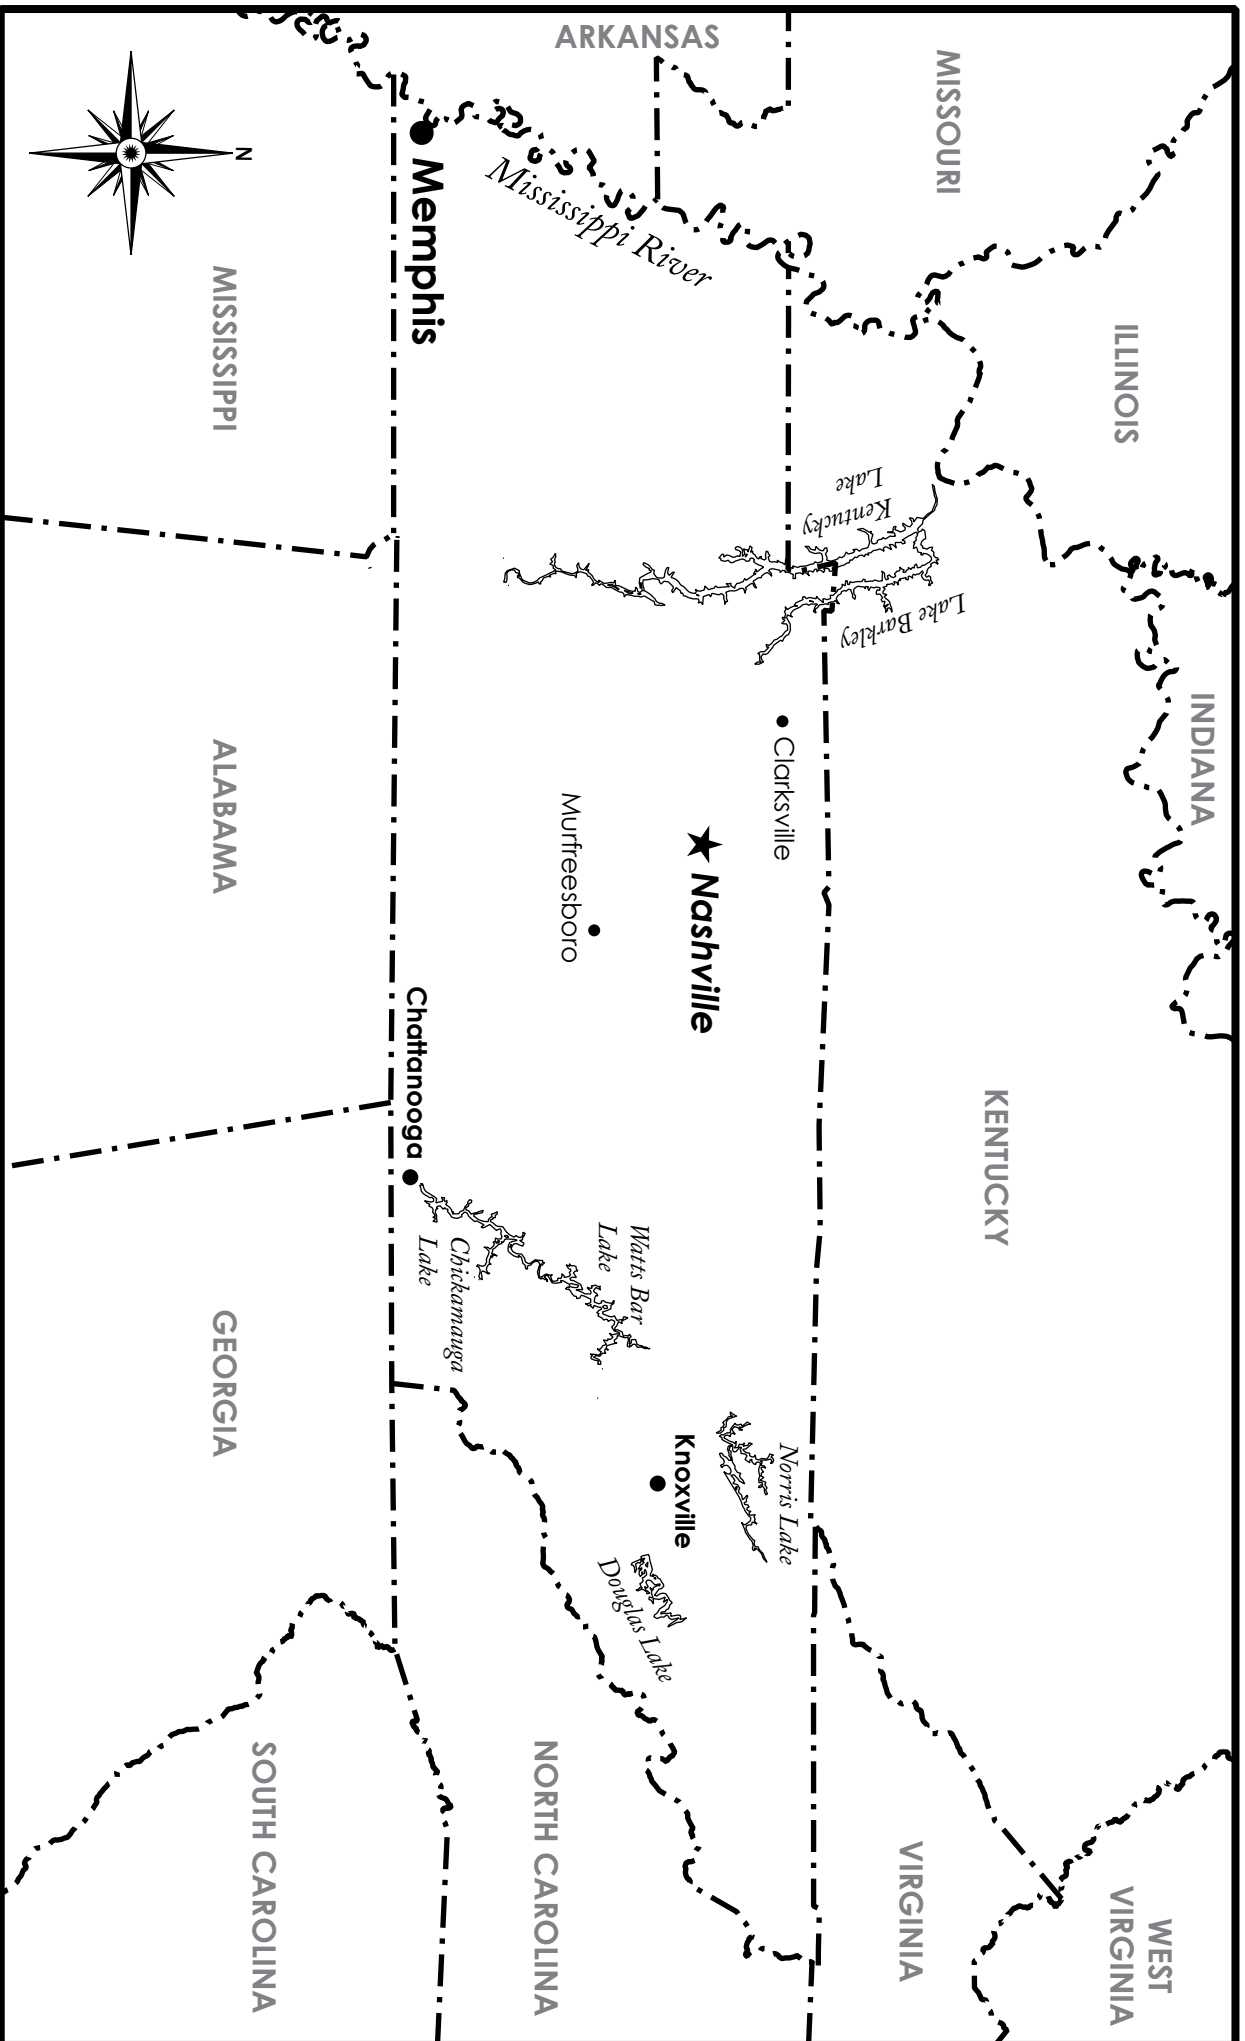 ARKANSAS
MISSOURI
ILLINOIS
INDIANA
KENTUCKY
WEST
VIRGINIA
VIRGINIA
Lake
Kentucky
Lake Barkley
Mississippi River
Clarksville
Nashville
Murfreesboro
Norris Lake
Knoxville
Douglas Lake
Watts Bar
Lake
Chickamauga
Lake
NORTH CAROLINA
Memphis
Chattanooga
N
MISSISSIPPI
ALABAMA
GEORGIA
SOUTH CAROLINA